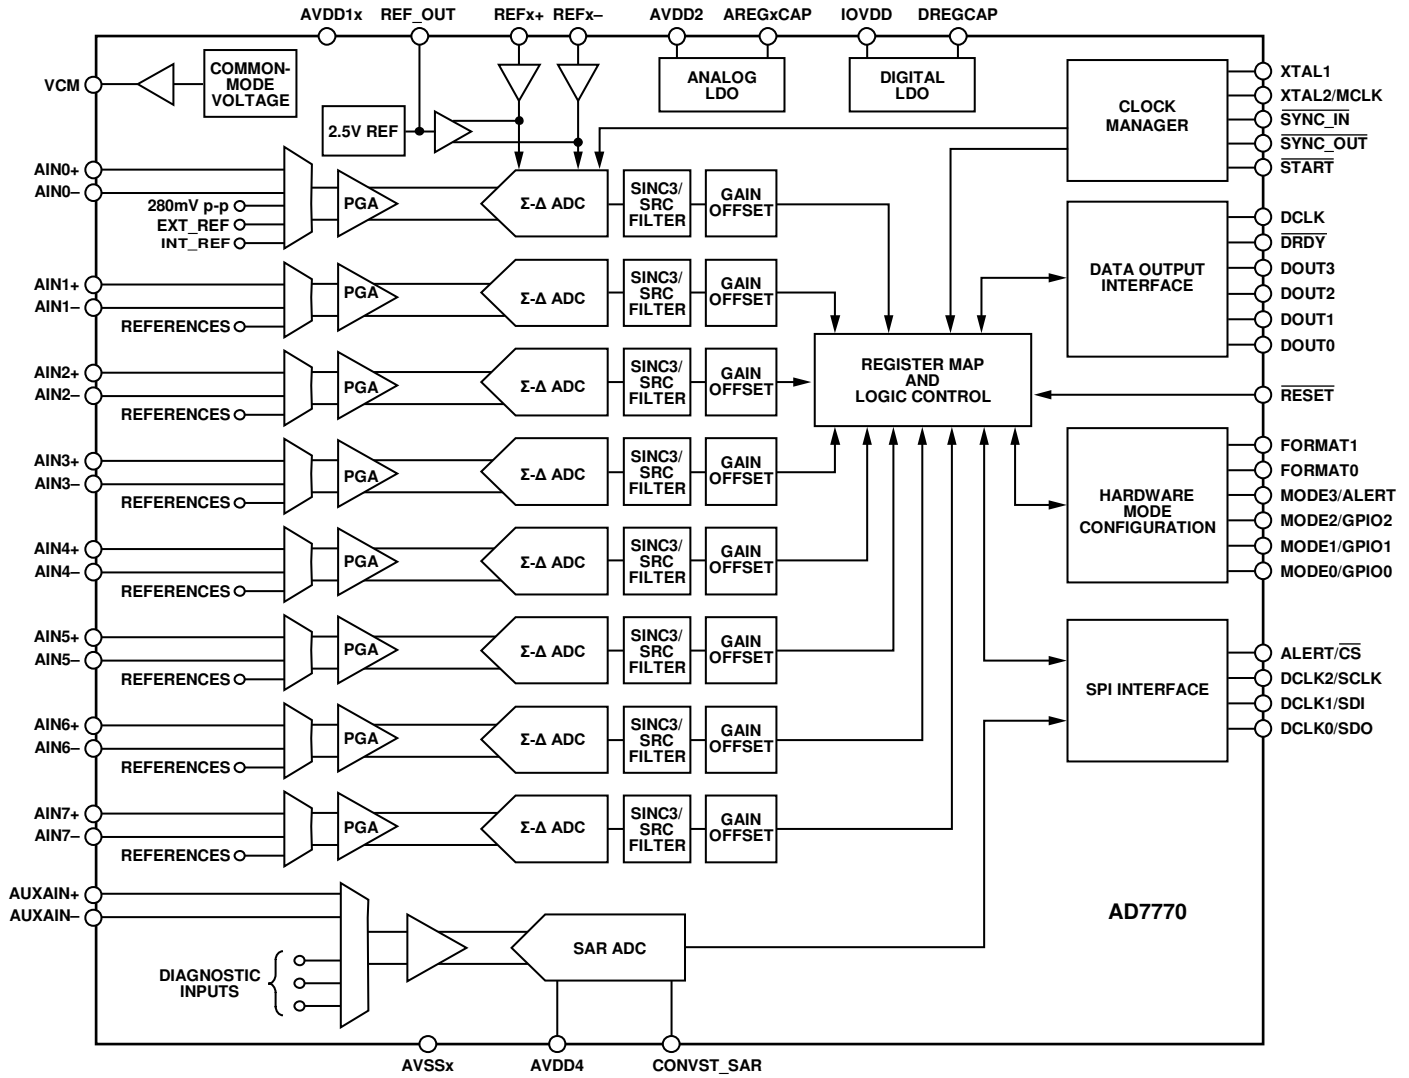 AVDD1x REF_OUT REFx+ REFx– AVDD2 AREGxCAP IOVDD DREGCAP
VCM
COMMON-
MODE
VOLTAGE
2.5V REF
ANALOG
LDO
DIGITAL
LDO
CLOCK
MANAGER
XTAL1
XTAL2/MCLK
SYNC_IN
SYNC_OUT
START
AIN0+
AIN0–
280mV p-p
EXT_REF
INT_REF
PGA
Σ-Δ ADC
SINC3/
SRC
FILTER
GAIN
OFFSET
DATA OUTPUT
INTERFACE
DCLK
DRDY
DOUT3
DOUT2
DOUT1
DOUT0
AIN1+
AIN1–
REFERENCES
PGA
Σ-Δ ADC
SINC3/
SRC
FILTER
GAIN
OFFSET
REGISTER MAP
AND
LOGIC CONTROL
RESET
AIN2+
AIN2–
REFERENCES
PGA
Σ-Δ ADC
SINC3/
SRC
FILTER
GAIN
OFFSET
AIN3+
AIN3–
REFERENCES
PGA
Σ-Δ ADC
SINC3/
SRC
FILTER
GAIN
OFFSET
HARDWARE
MODE
CONFIGURATION
FORMAT1
FORMAT0
MODE3/ALERT
MODE2/GPIO2
MODE1/GPIO1
MODE0/GPIO0
AIN4+
AIN4–
REFERENCES
PGA
Σ-Δ ADC
SINC3/
SRC
FILTER
GAIN
OFFSET
AIN5+
AIN5–
REFERENCES
PGA
Σ-Δ ADC
SINC3/
SRC
FILTER
GAIN
OFFSET
SPI INTERFACE
ALERT/CS
DCLK2/SCLK
DCLK1/SDI
DCLK0/SDO
AIN6+
AIN6–
REFERENCES
PGA
Σ-Δ ADC
SINC3/
SRC
FILTER
GAIN
OFFSET
AIN7+
AIN7–
REFERENCES
PGA
Σ-Δ ADC
SINC3/
SRC
FILTER
GAIN
OFFSET
AUXAIN+
AUXAIN–
DIAGNOSTIC
INPUTS
SAR ADC
AD7770
AVSSx AVDD4 CONVST_SAR